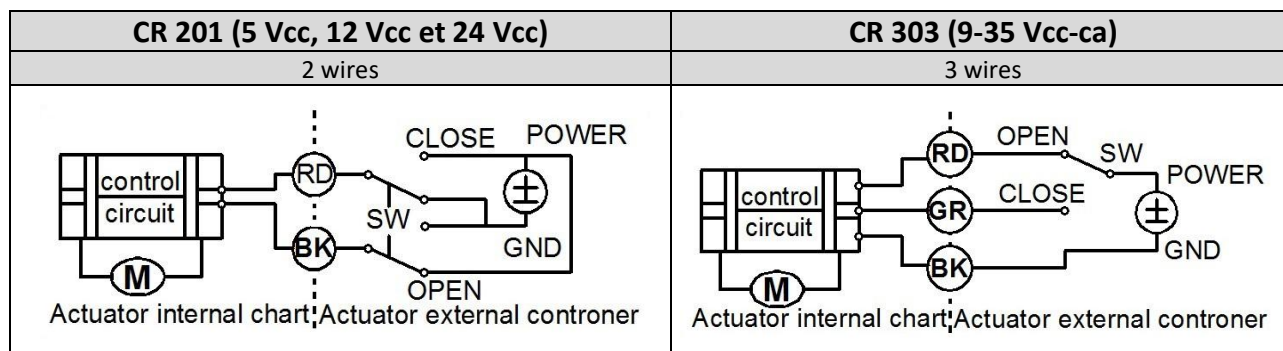 CR 201 (5 Vcc, 12 Vcc et 24 Vcc)
2 wires
CLOSE POWER
RD
control
circuit
SW
±
BK
GND
OPEN
M
Actuator internal chart Actuator external controner
CR 303 (9-35 Vcc-ca)
3 wires
RD OPEN SW
POWER
control
circuit
GR CLOSE
±
GND
BK
M
Actuator internal chart Actuator external controner